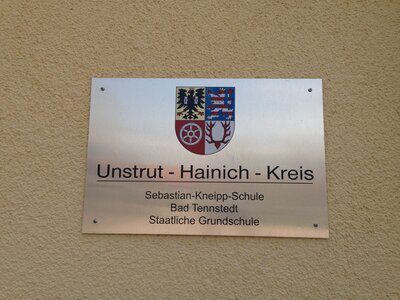 Unstrut - Hainich - Kreis
Sebastian-Kneipp-Schule
Bad Tennstedt
Staatliche Grundschule